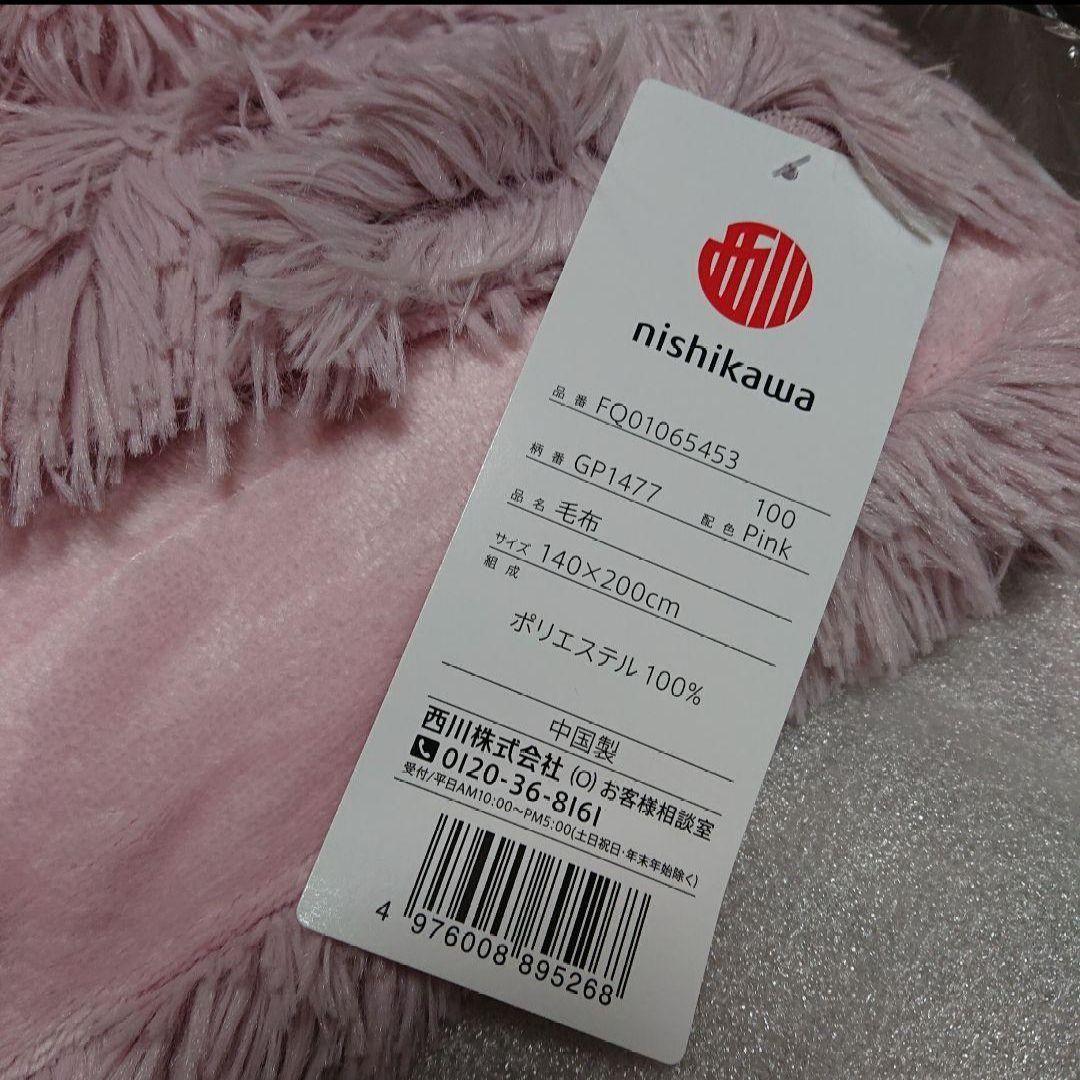 西川
nishikawa
品番 FQ01065453
柄番 GP1477 配色 100 Pink
品名 毛布
サイズ 140×200cm
組成
ポリエステル 100%
中国製
西川株式会社 (O) お客様相談室
0120-36-8161
受付/平日AM10:00〜PM5:00(土日祝日・年末年始除く)
4 976008 895268